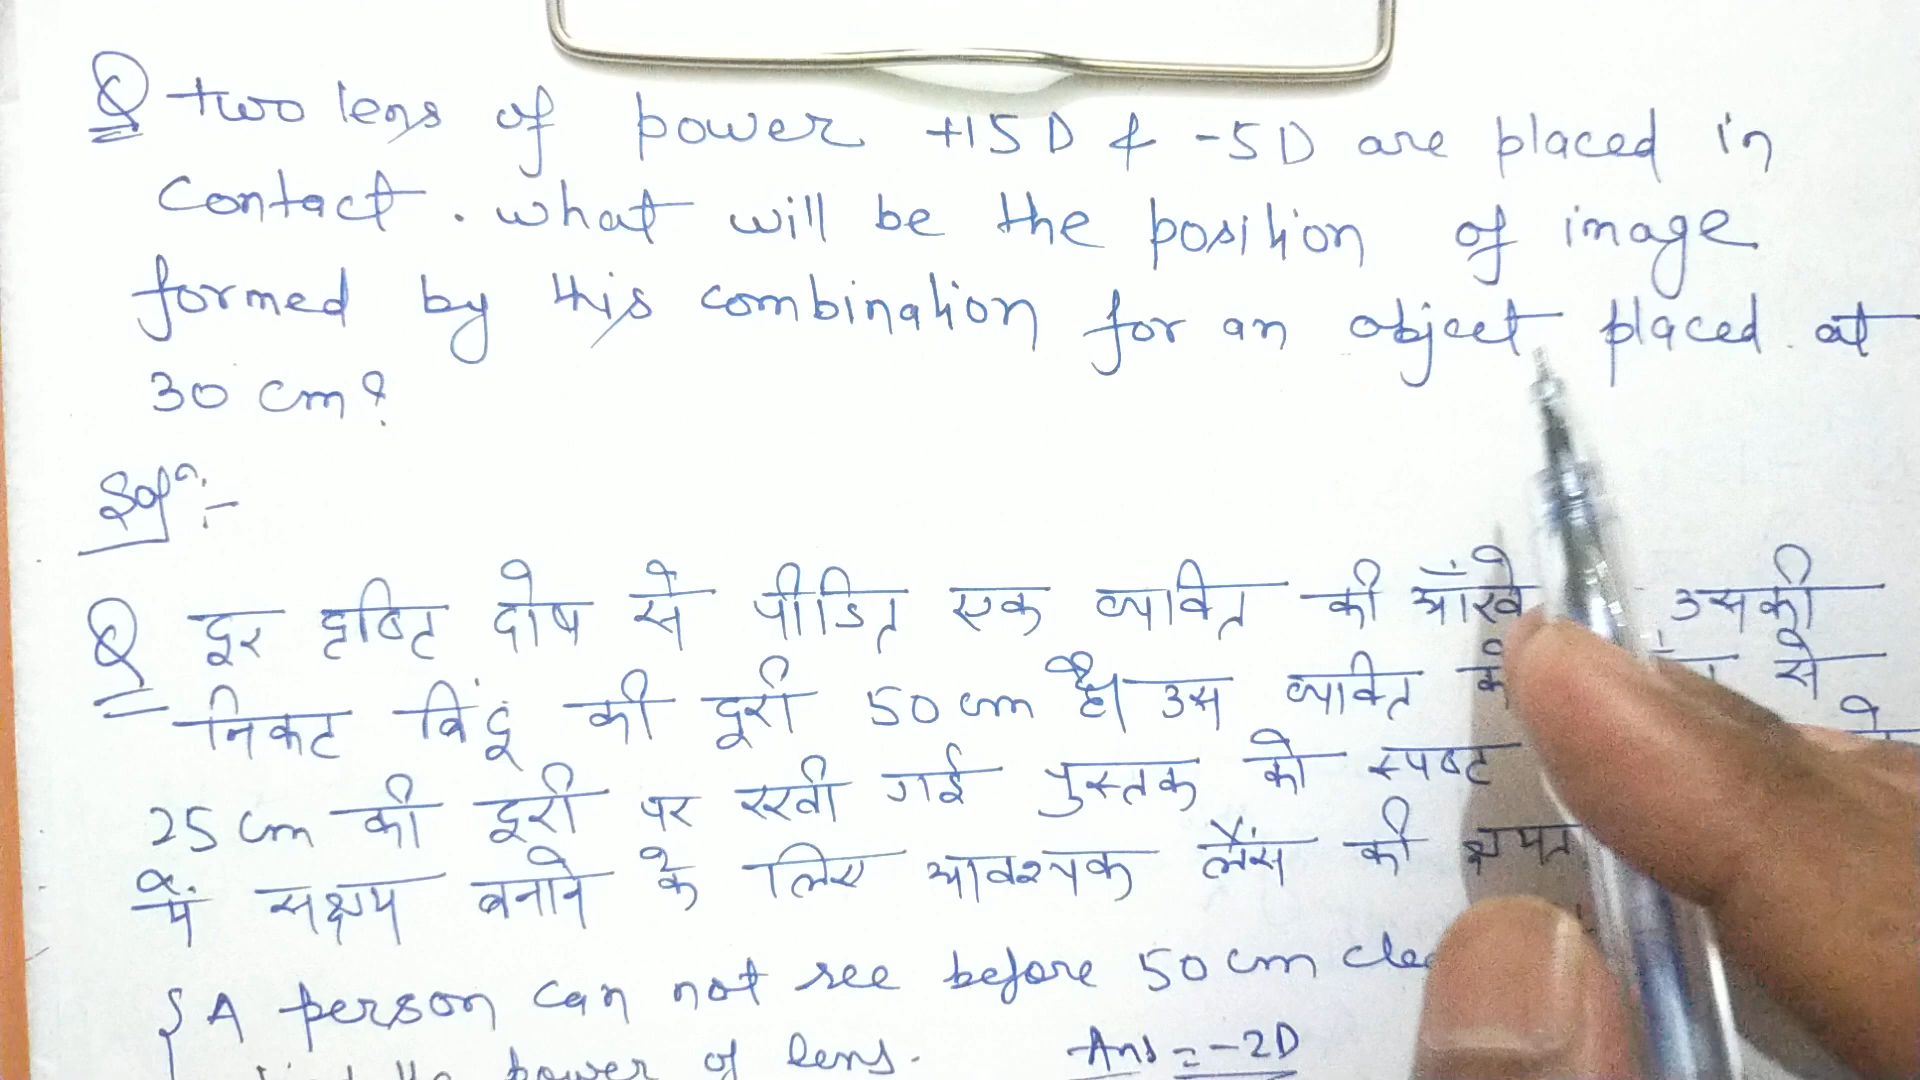 Q two lens of power +15D & -5D are placed in
contact. what will be the position of image
formed by this combination for an object placed at
30 cm?
Solⁿ:-
Q दूर दृष्टि दोष से पीडित एक व्यक्ति की आँखे उसकी
निकट बिंदू की दूरी 50 cm है। उस व्यक्ति से
25 cm की दूरी पर रखी गई पुस्तक को स्पष्ट
में सक्षम बनाने के लिए आवश्यक लैंस की
{ A person can not see before 50 cm
power of lens. Ans = -2D